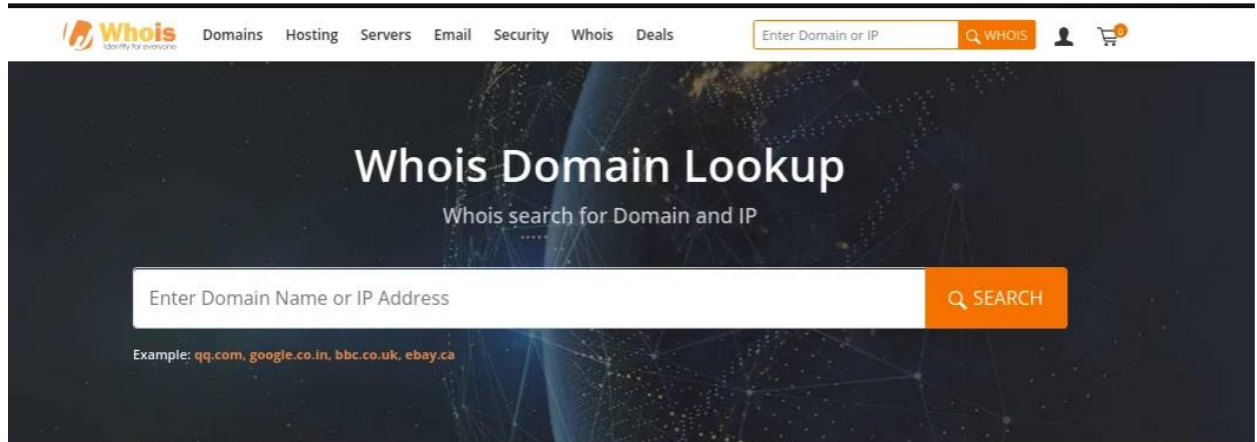 Whois
Identity for everyone
Domains Hosting Servers Email Security Whois Deals
Enter Domain or IP
WHOIS
0
Whois Domain Lookup
Whois search for Domain and IP
Enter Domain Name or IP Address
SEARCH
Example: qq.com, google.co.in, bbc.co.uk, ebay.ca